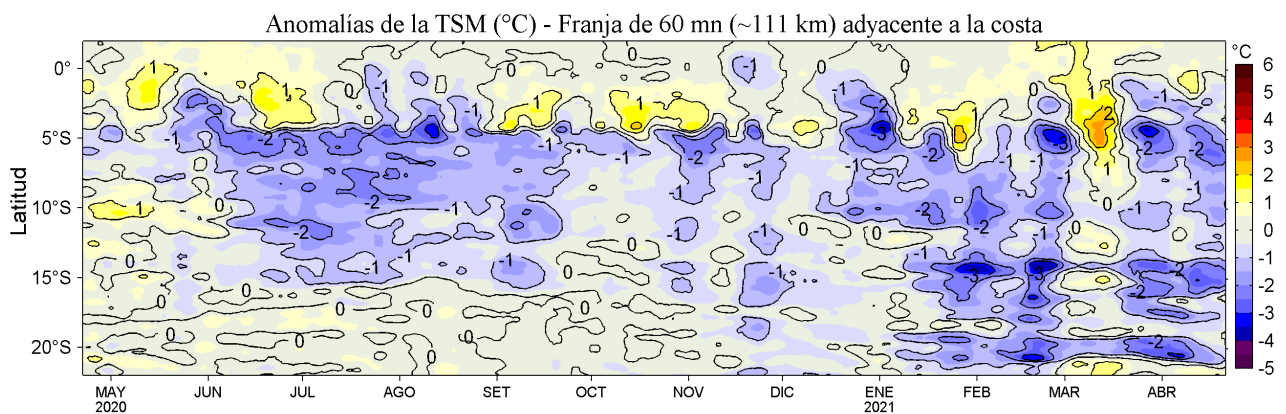 Anomalías de la TSM (°C) - Franja de 60 mn (~111 km) adyacente a la costa
°C
6
5
4
3
2
1
0
-1
-2
-3
-4
-5
Latitud
0°
5°S
10°S
15°S
20°S
MAY JUN JUL AGO SET OCT NOV DIC ENE FEB MAR ABR
2020 2021